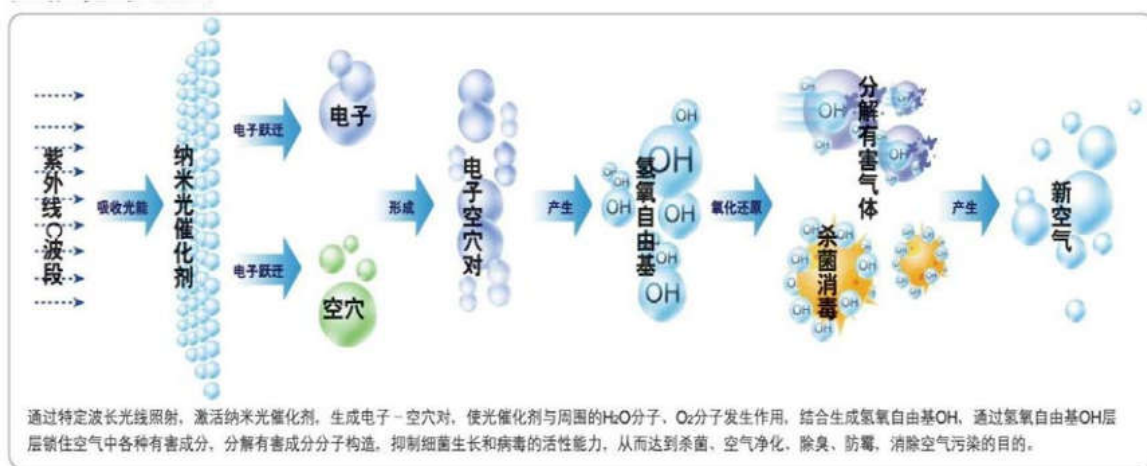 紫外线C波段
吸收光能
纳米光催化剂
电子跃迁
电子
电子跃迁
空穴
形成
电子空穴对
产生
氢氧自由基
OH
OH
OH
OH
OH
OH
氧化还原
分解有害气体
OH
OH
OH
杀菌消毒
产生
新空气
通过特定波长光线照射，激活纳米光催化剂，生成电子－空穴对，使光催化剂与周围的H₂O分子、O₂分子发生作用，结合生成氢氧自由基OH，通过氢氧自由基OH层
层锁住空气中各种有害成分，分解有害成分分子构造，抑制细菌生长和病毒的活性能力，从而达到杀菌、空气净化、除臭、防霉，消除空气污染的目的。